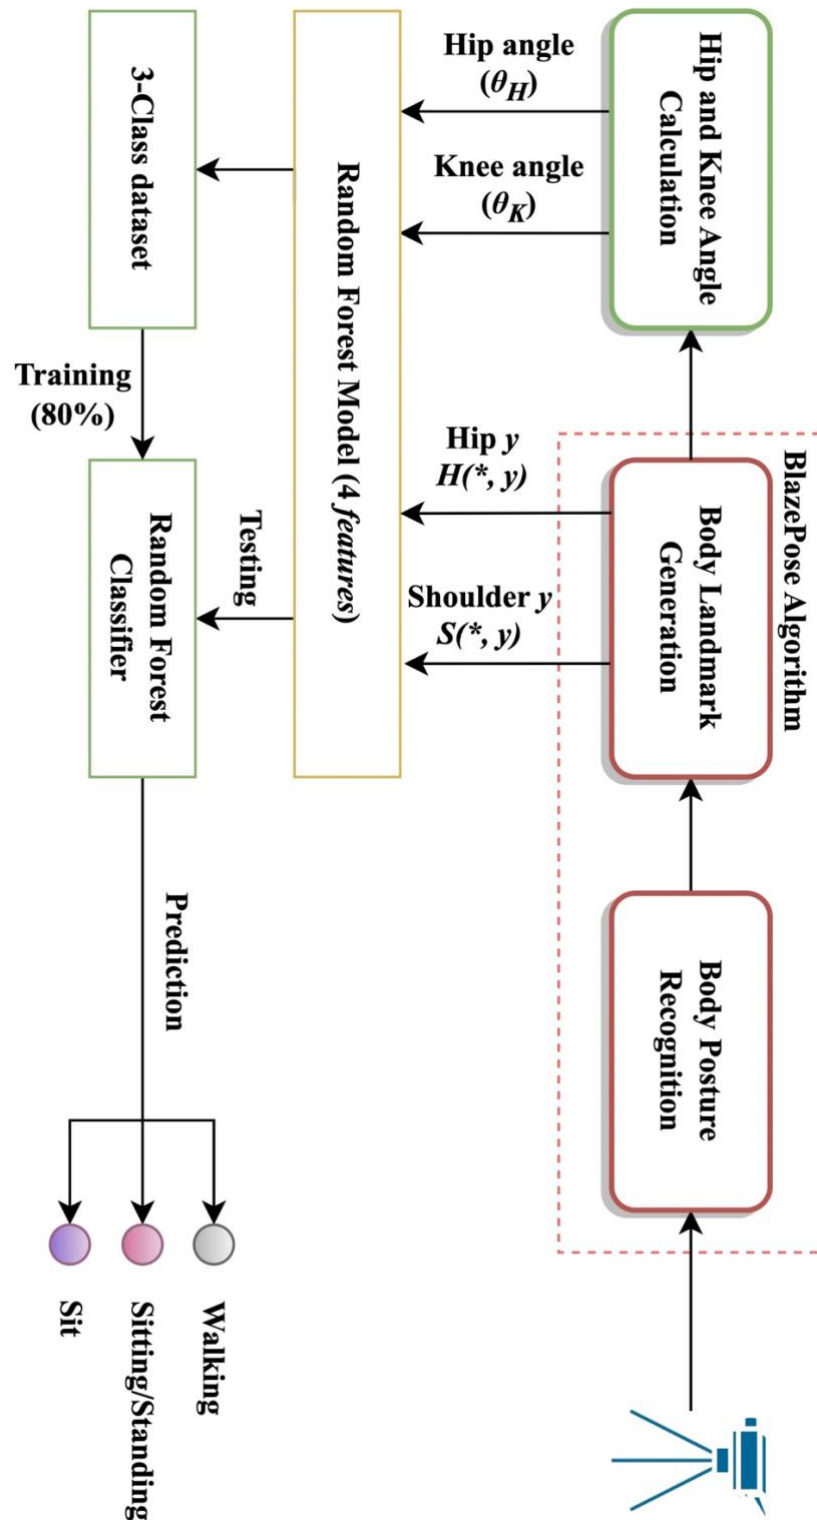 Hip angle
(θ_H)
Knee angle
(θ_K)
Hip and Knee Angle
Calculation
3-Class dataset
Random Forest Model (4 features)
Training
(80%)
Hip y
H(*, y)
Shoulder y
S(*, y)
BlazePose Algorithm
Body Landmark
Generation
Testing
Random Forest
Classifier
Body Posture
Recognition
Prediction
Walking
Sitting/Standing
Sit